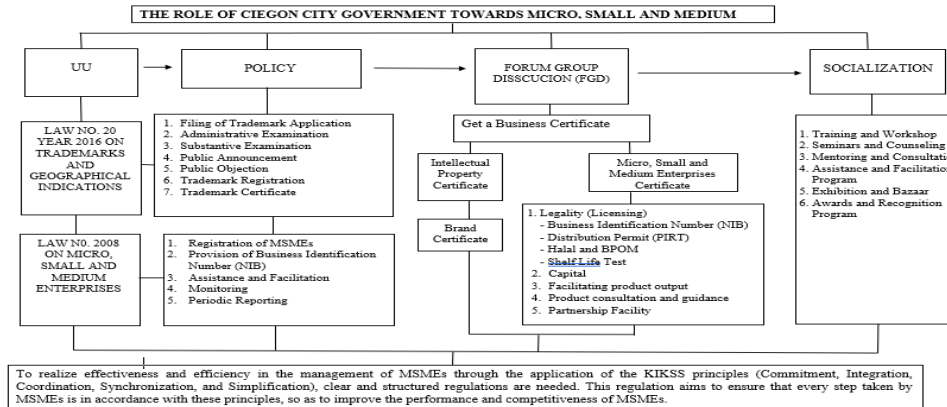 THE ROLE OF CIEGON CITY GOVERNMENT TOWARDS MICRO, SMALL AND MEDIUM
UU
POLICY
FORUM GROUP
DISSCUCION (FGD)
SOCIALIZATION
LAW NO. 20
YEAR 2016 ON
TRADEMARKS
AND
GEOGRAPHICAL
INDICATIONS
1. Filing of Trademark Application
2. Administrative Examination
3. Substantive Examination
4. Public Announcement
5. Public Objection
6. Trademark Registration
7. Trademark Certificate
LAW N0. 2008
ON MICRO,
SMALL AND
MEDIUM
ENTERPRISES
1. Registration of MSMEs
2. Provision of Business Identification
Number (NIB)
3. Assistance and Facilitation
4. Monitoring
5. Periodic Reporting
Get a Business Certificate
Intellectual
Property
Certificate
Brand
Certificate
Micro, Small and
Medium Enterprises
Certificate
1. Legality (Licensing)
- Business Identification Number (NIB)
- Distribution Permit (PIRT)
- Halal and BPOM
- Shelf Life Test
2. Capital
3. Facilitating product output
4. Product consultation and guidance
5. Partnership Facility
1. Training and Workshop
2. Seminars and Counseling
3. Mentoring and Consultati
4. Assistance and Facilitation
Program
5. Exhibition and Bazaar
6. Awards and Recognition
Program
To realize effectiveness and efficiency in the management of MSMEs through the application of the KIKSS principles (Commitment, Integration,
Coordination, Synchronization, and Simplification), clear and structured regulations are needed. This regulation aims to ensure that every step taken by
MSMEs is in accordance with these principles, so as to improve the performance and competitiveness of MSMEs.